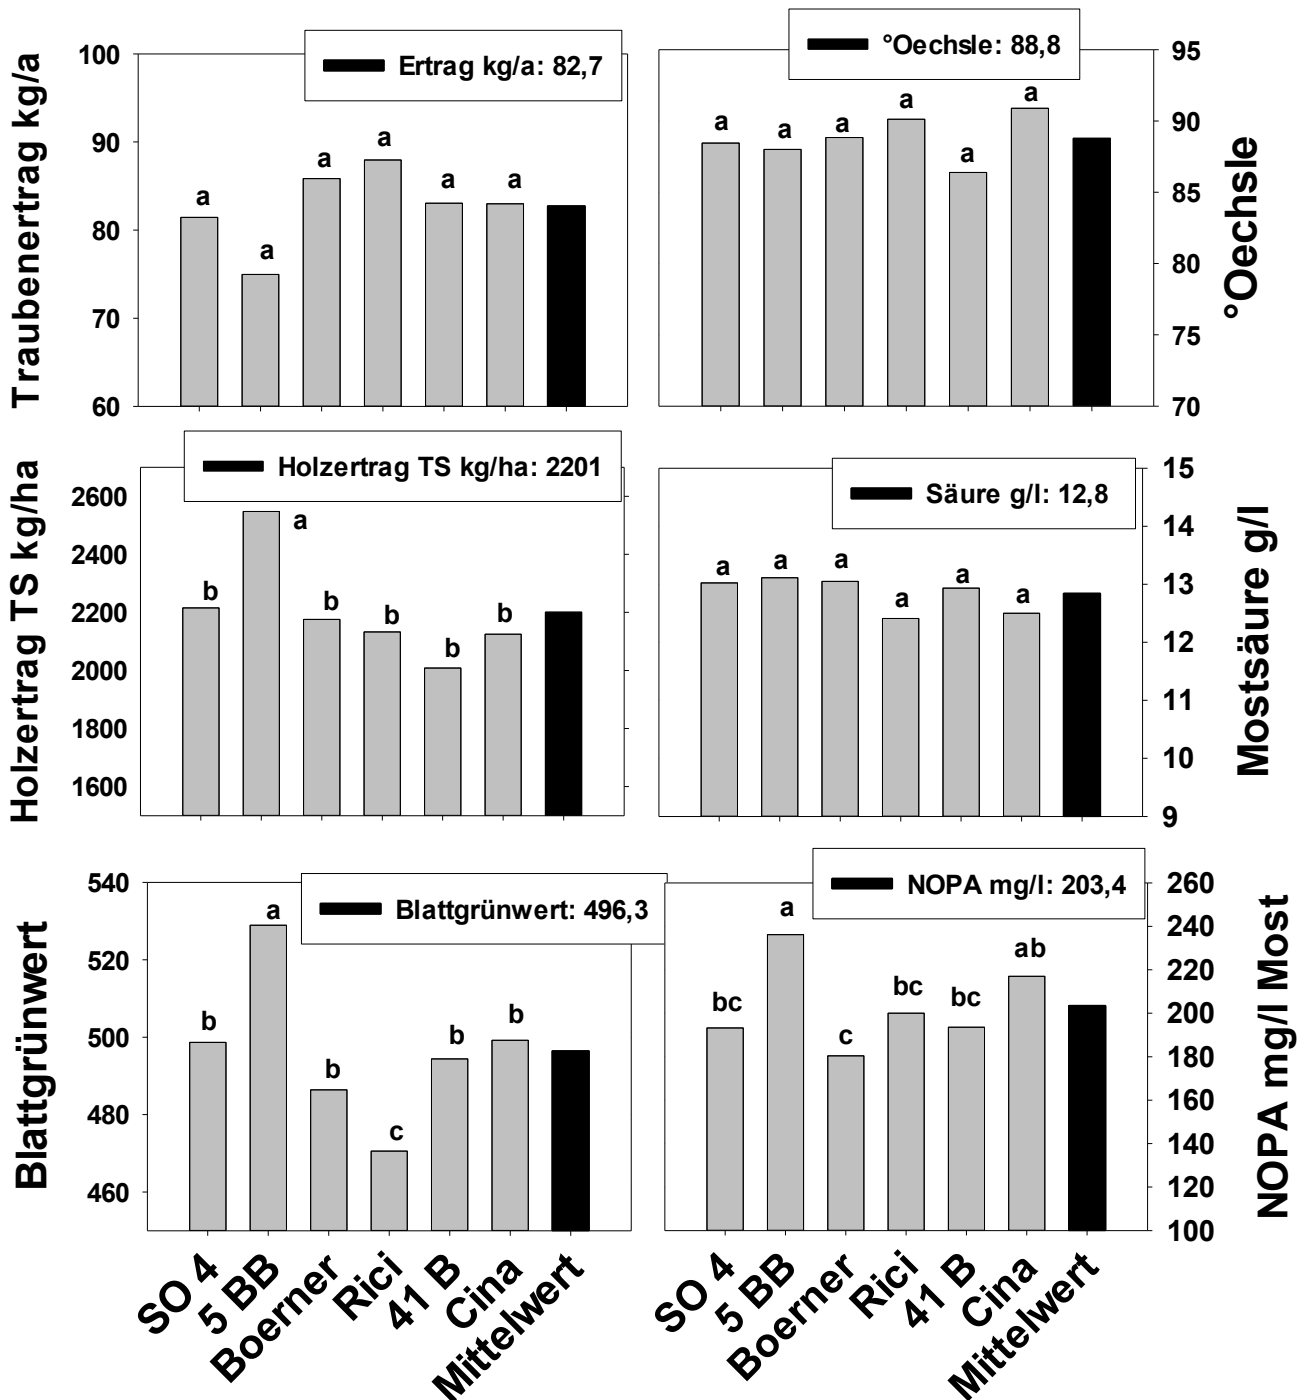 Traubenertrag kg/a
100
90
80
70
60
Ertrag kg/a: 82,7
a
a
a
a
a
a
°Oechsle: 88,8
a
a
a
a
a
a
95
90
85
80
75
70
°Oechsle
Holzertrag TS kg/ha
2600
2400
2200
2000
1800
1600
Holzertrag TS kg/ha: 2201
b
a
b
b
b
b
Säure g/l: 12,8
a
a
a
a
a
a
15
14
13
12
11
10
9
Mostsäure g/l
Blattgrünwert
540
520
500
480
460
Blattgrünwert: 496,3
b
a
b
c
b
b
NOPA mg/l: 203,4
bc
a
c
bc
bc
ab
260
240
220
200
180
160
140
120
100
NOPA mg/l Most
SO 4
5 BB
Boerner
Rici
41 B
Cina
Mittelwert
SO 4
5 BB
Boerner
Rici
41 B
Cina
Mittelwert